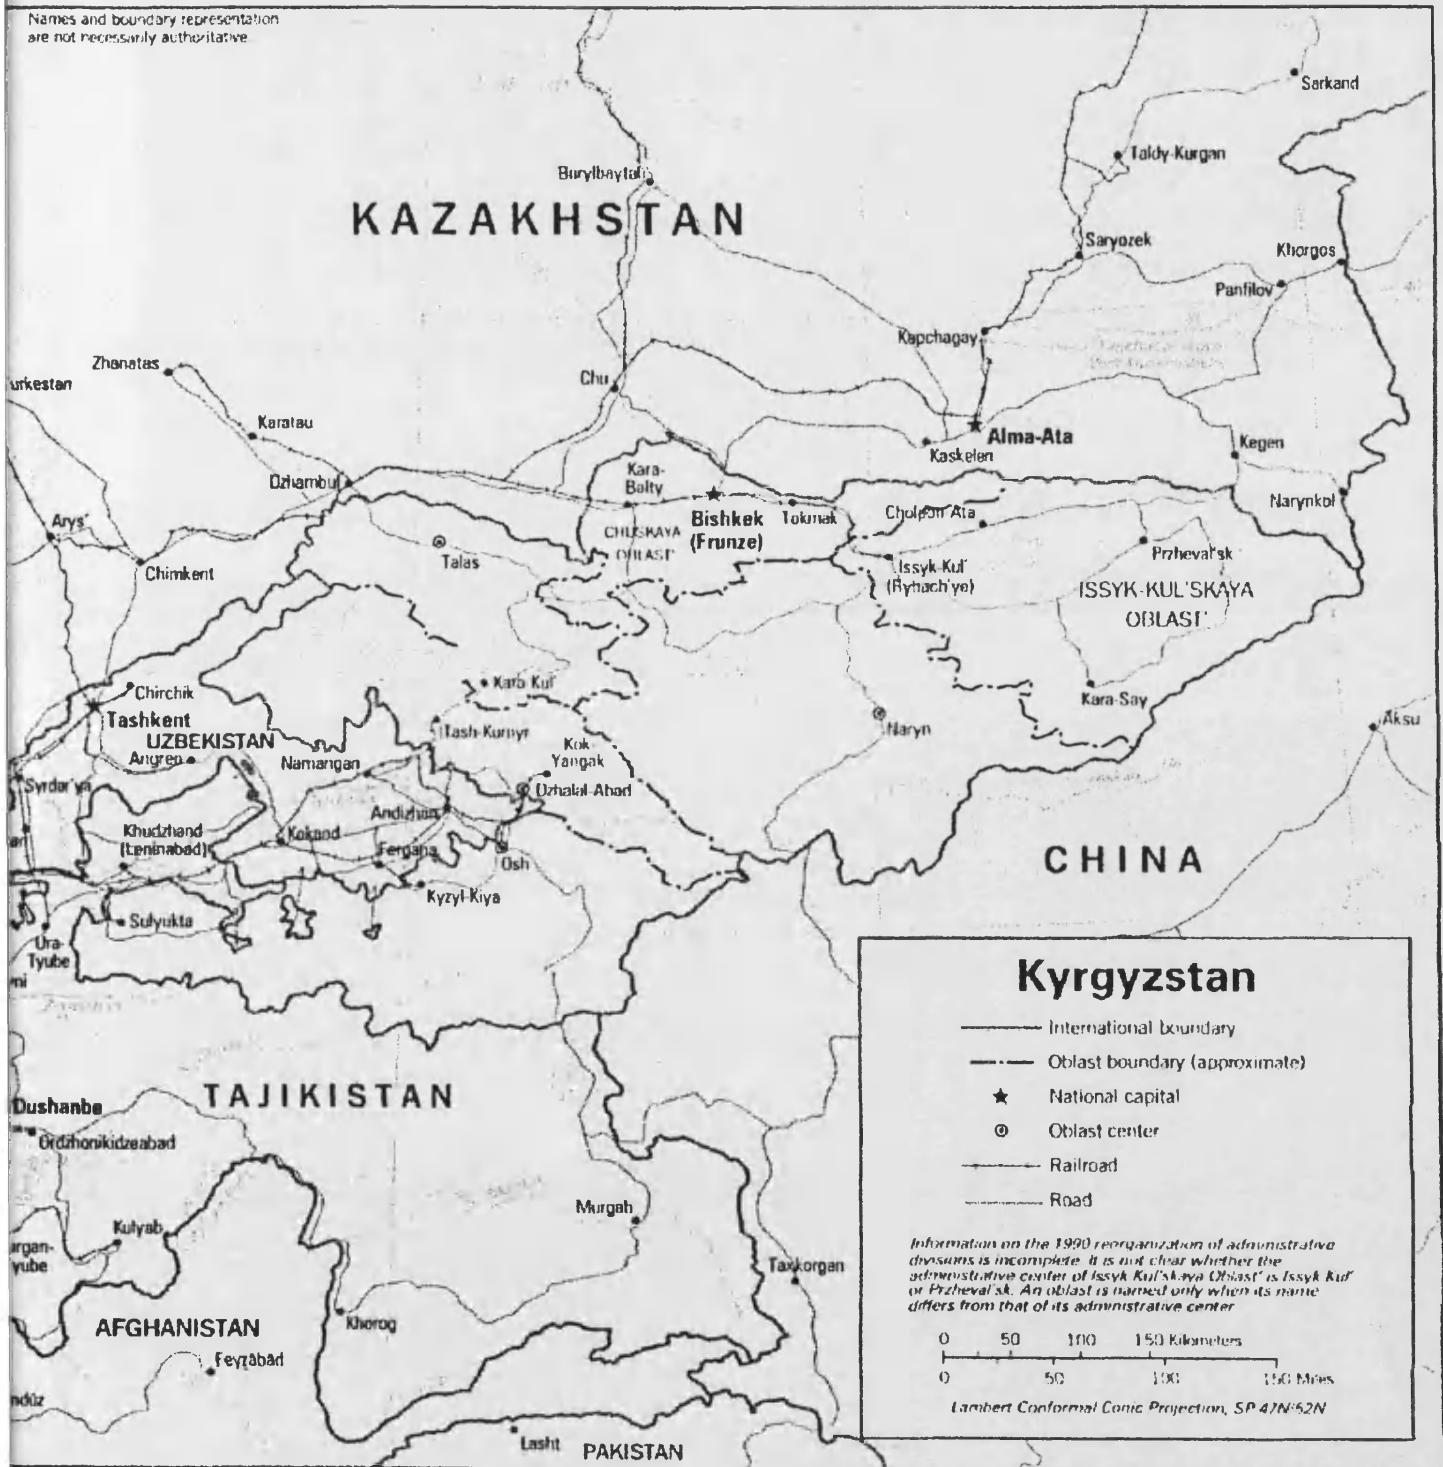 Names and boundary representation
are not necessarily authoritative
Sarkand
Taldy-Kurgan
Burylbaytal
KAZAKHSTAN
Saryozek
Khorgos
Panfilov
Kapchagay
Zhanatas
urkestan
Chu
Karatau
Alma-Ata
Kaskelen
Kegen
Dzhambul
Kara-
Balty
Narynkol
Arys'
Bishkek
(Frunze)
Tokmak
Cholpon Ata
CHUSKAYA
OBLAST'
Talas
Przheval'sk
Chimkent
Issyk-Kul'
(Rybach'ye)
ISSYK-KUL'SKAYA
OBLAST'
Chirchik
Kara Kul'
Kara-Say
Tashkent
UZBEKISTAN
Tash-Kumyr
Naryn
Aksu
Angren
Namangan
Kok
Yangak
Syrdar'ya
Dzhalal-Abad
Andizhan
Khudzhand
(Leninabad)
Kokand
Fergana
Osh
CHINA
Kyzyl-Kiya
Sulyukta
Ura-
Tyube
mi
Kyrgyzstan
International boundary
Oblast boundary (approximate)
National capital
Oblast center
Railroad
Road
TAJIKISTAN
Dushanbe
Ordzhonikidzeabad
Murgab
Kulyab
urgan-
yube
Taxkorgan
Khorog
AFGHANISTAN
Feyzābād
ndūz
Lasht
PAKISTAN
Information on the 1990 reorganization of administrative
divisions is incomplete. It is not clear whether the
administrative center of Issyk Kul'skaya Oblast' is Issyk Kul'
or Przheval'sk. An oblast is named only when its name
differs from that of its administrative center
0 50 100 150 Kilometers
0 50 100 150 Miles
Lambert Conformal Conic Projection, SP 47N/52N